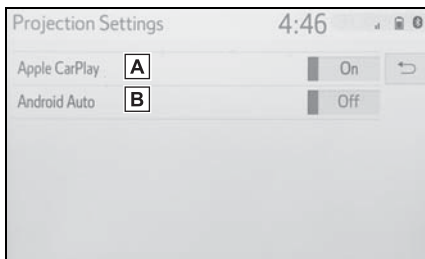 Projection Settings 4:46
Apple CarPlay A On
Android Auto B Off